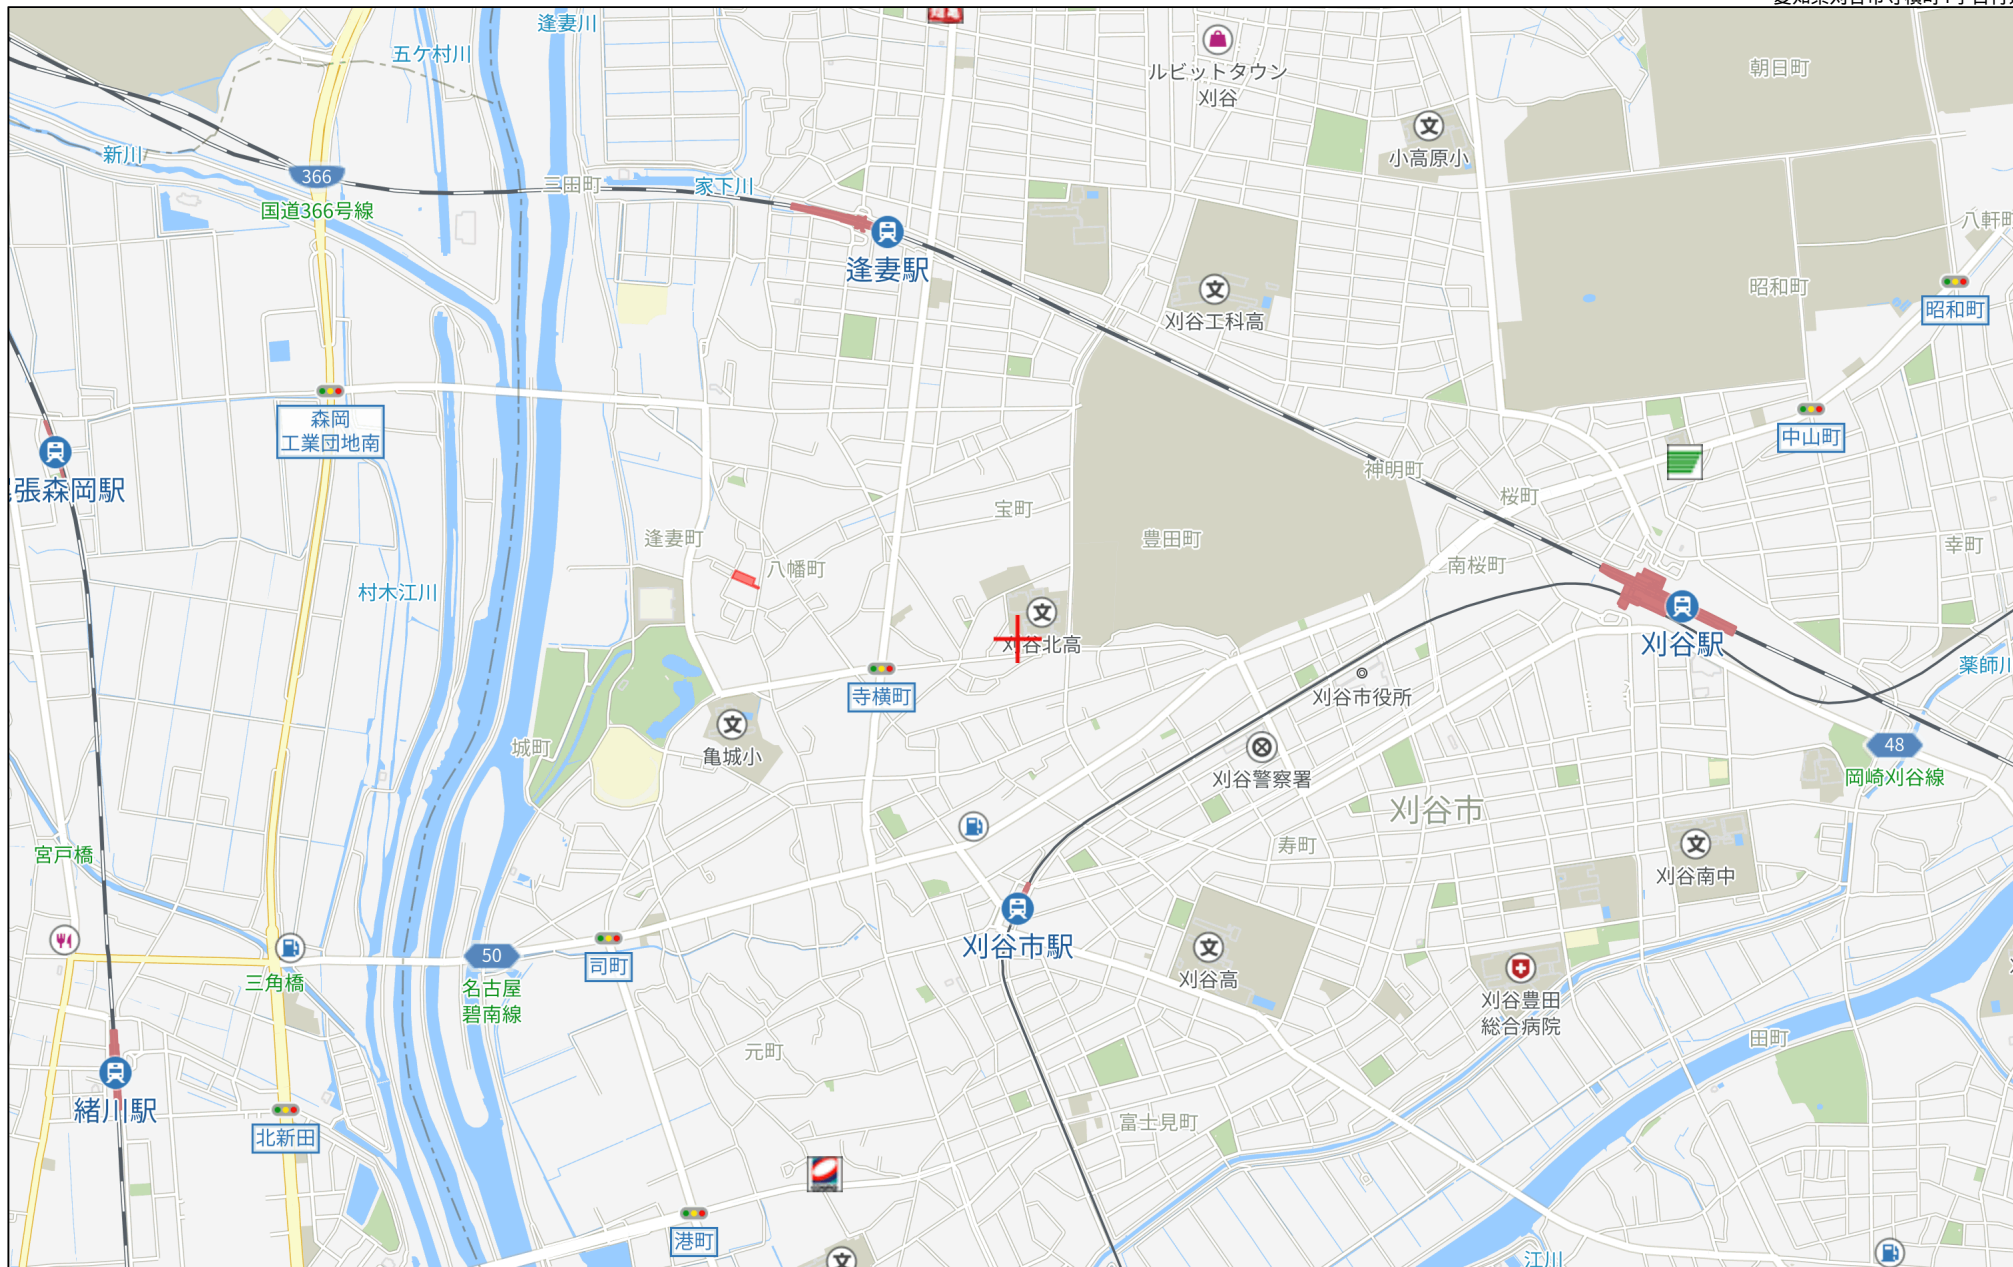 逢妻川
五ケ村川
ルビットタウン
刈谷
朝日町
小高原小
新川
366
国道366号線
三田町
家下川
八軒町
逢妻駅
昭和町
昭和町
刈谷工科高
森岡
工業団地南
中山町
張森岡駅
神明町
桜町
宝町
逢妻町
豊田町
幸町
八幡町
南桜町
村木江川
刈谷北高
刈谷駅
薬師川
寺横町
刈谷市役所
城町
亀城小
48
岡崎刈谷線
刈谷警察署
刈谷市
寿町
宮戸橋
刈谷南中
刈谷市駅
50
司町
三角橋
名古屋
碧南線
刈谷高
刈谷豊田
総合病院
田町
元町
緒川駅
富士見町
北新田
港町
江川